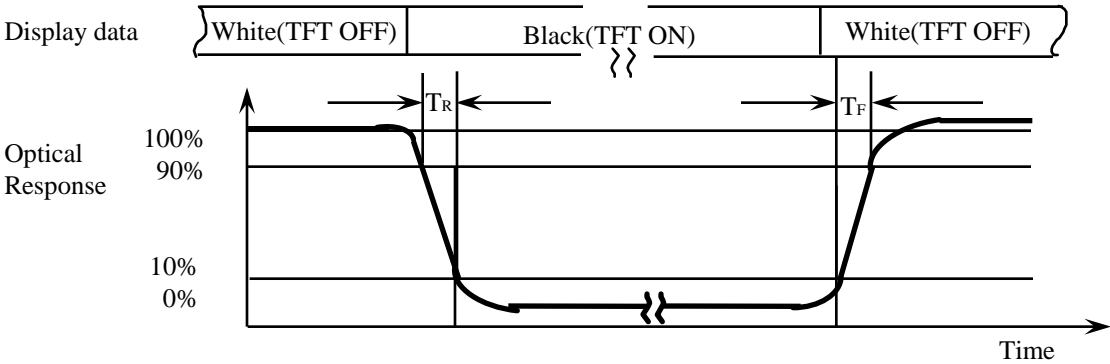 Display data
White(TFT OFF)
Black(TFT ON)
White(TFT OFF)
TR
TF
100%
Optical
Response
90%
10%
0%
Time